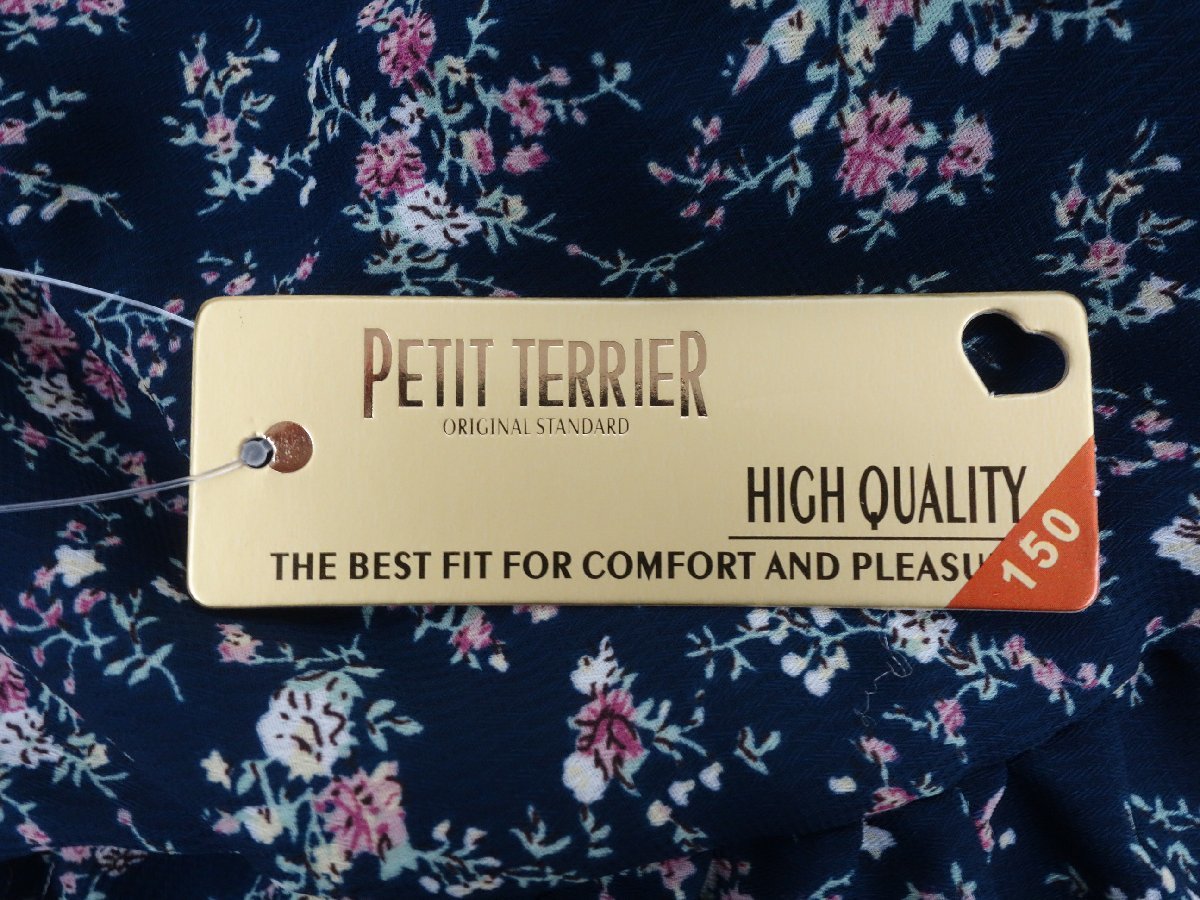 PETIT TERRIER
ORIGINAL STANDARD
HIGH QUALITY
THE BEST FIT FOR COMFORT AND PLEASU
150